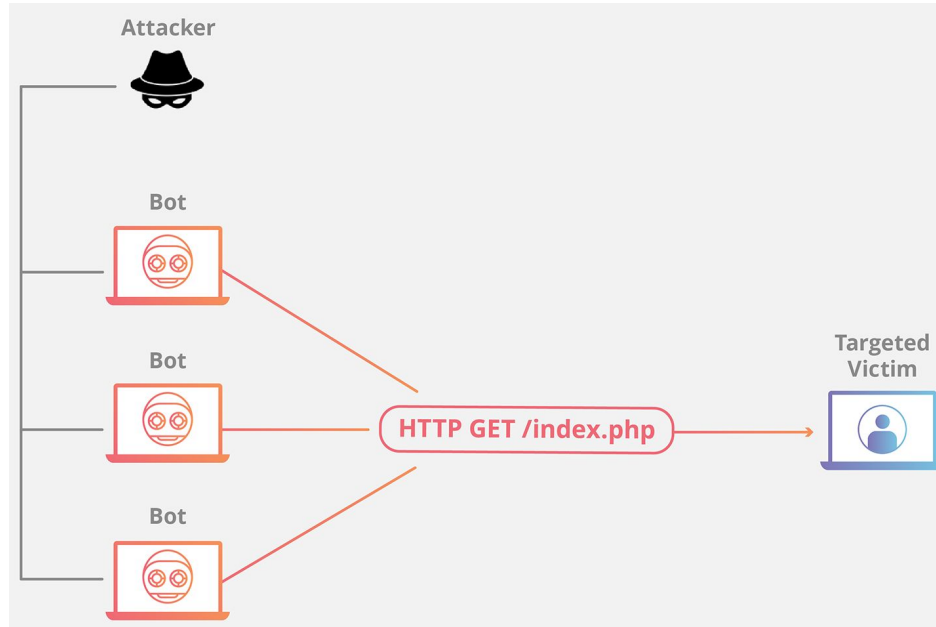 Attacker
Bot
Bot
HTTP GET /index.php
Targeted
Victim
Bot